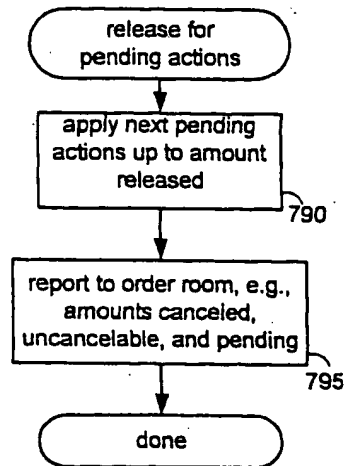 release for
pending actions
apply next pending
actions up to amount
released
790
report to order room, e.g.,
amounts canceled,
uncancelable, and pending
795
done